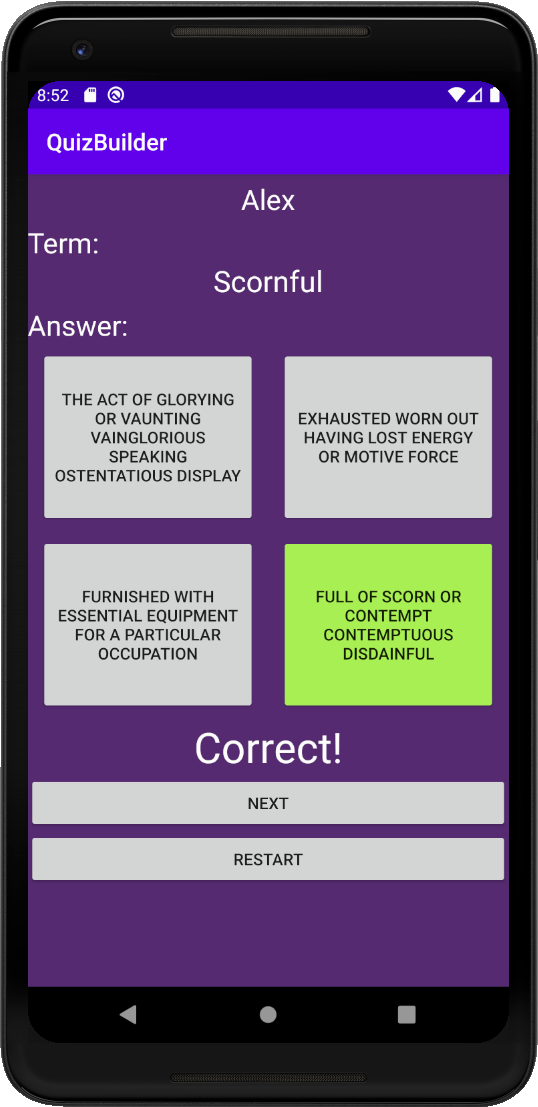 8:52
QuizBuilder
Alex
Term:
Scornful
Answer:
THE ACT OF GLORYING
OR VAUNTING
VAINGLORIOUS
SPEAKING
OSTENTATIOUS DISPLAY
EXHAUSTED WORN OUT
HAVING LOST ENERGY
OR MOTIVE FORCE
FURNISHED WITH
ESSENTIAL EQUIPMENT
FOR A PARTICULAR
OCCUPATION
FULL OF SCORN OR
CONTEMPT
CONTEMPTUOUS
DISDAINFUL
Correct!
NEXT
RESTART